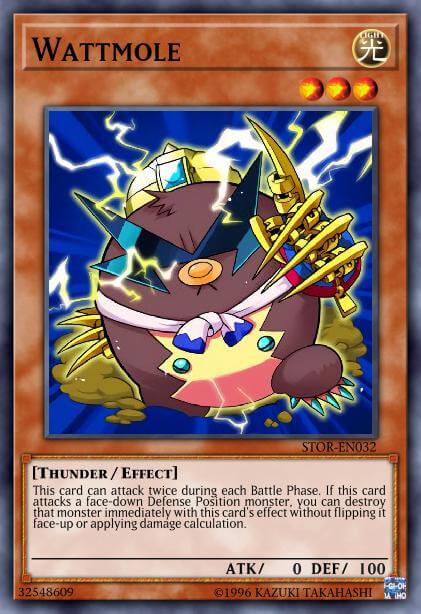 WATTMOLE
LIGHT
光
STOR-EN032
[THUNDER / EFFECT]
This card can attack twice during each Battle Phase. If this card
attacks a face-down Defense Position monster, you can destroy
that monster immediately with this card's effect without flipping it
face-up or applying damage calculation.
ATK/ 0 DEF/ 100
32548609
©1996 KAZUKI TAKAHASHI